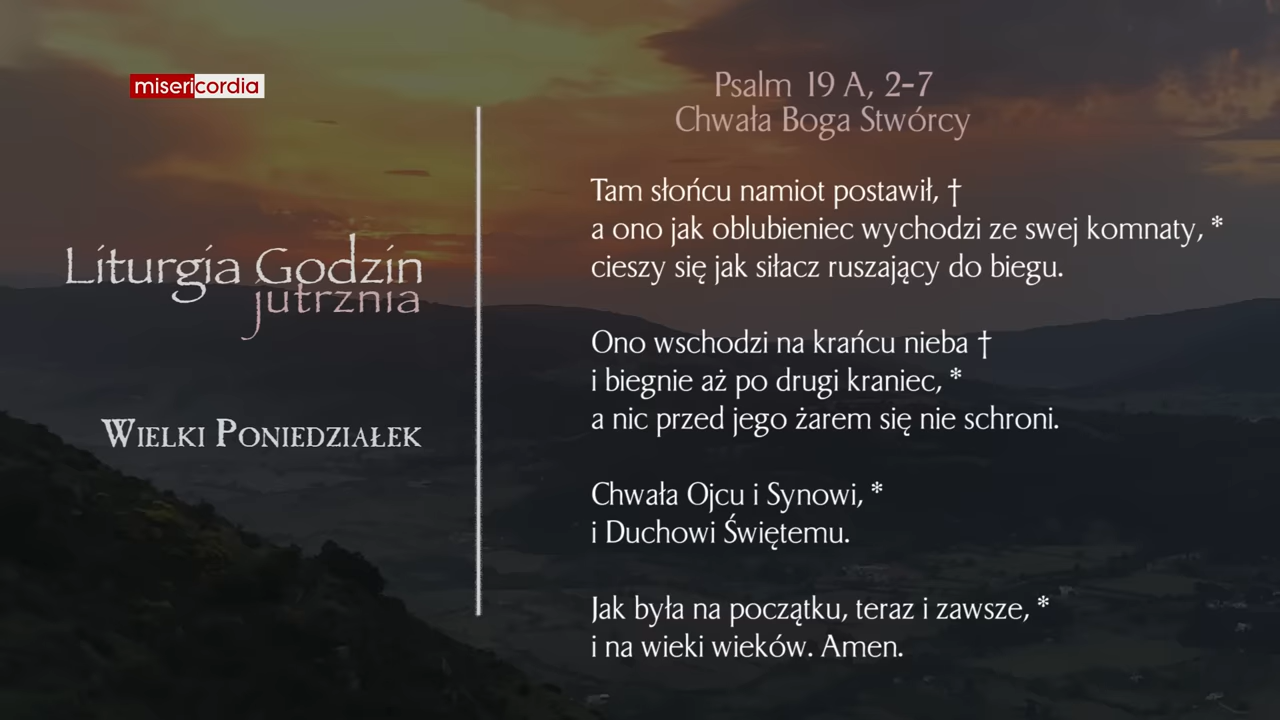 misericordia
Liturgia Godzin
jutrznia
Wielki Poniedziałek
Psalm 19 A, 2-7
Chwała Boga Stwórcy
Tam słońcu namiot postawił, †
a ono jak oblubieniec wychodzi ze swej komnaty, *
cieszy się jak siłacz ruszający do biegu.
Ono wschodzi na krańcu nieba †
i biegnie aż po drugi kraniec, *
a nic przed jego żarem się nie schroni.
Chwała Ojcu i Synowi, *
i Duchowi Świętemu.
Jak była na początku, teraz i zawsze, *
i na wieki wieków. Amen.